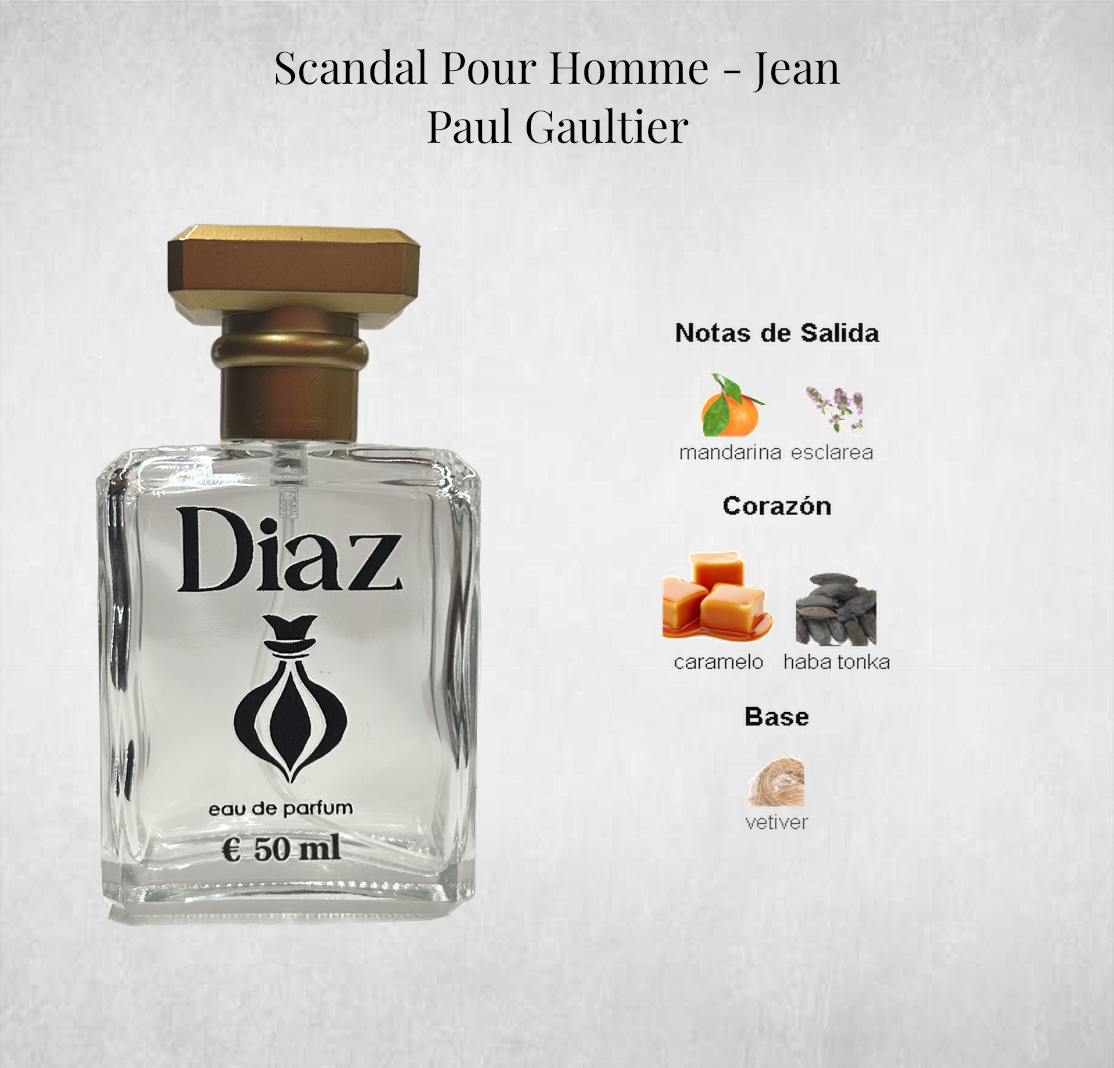 Scandal Pour Homme - Jean
Paul Gaultier
Diaz
eau de parfum
€ 50 ml
Notas de Salida
mandarina esclarea
Corazón
caramelo haba tonka
Base
vetiver